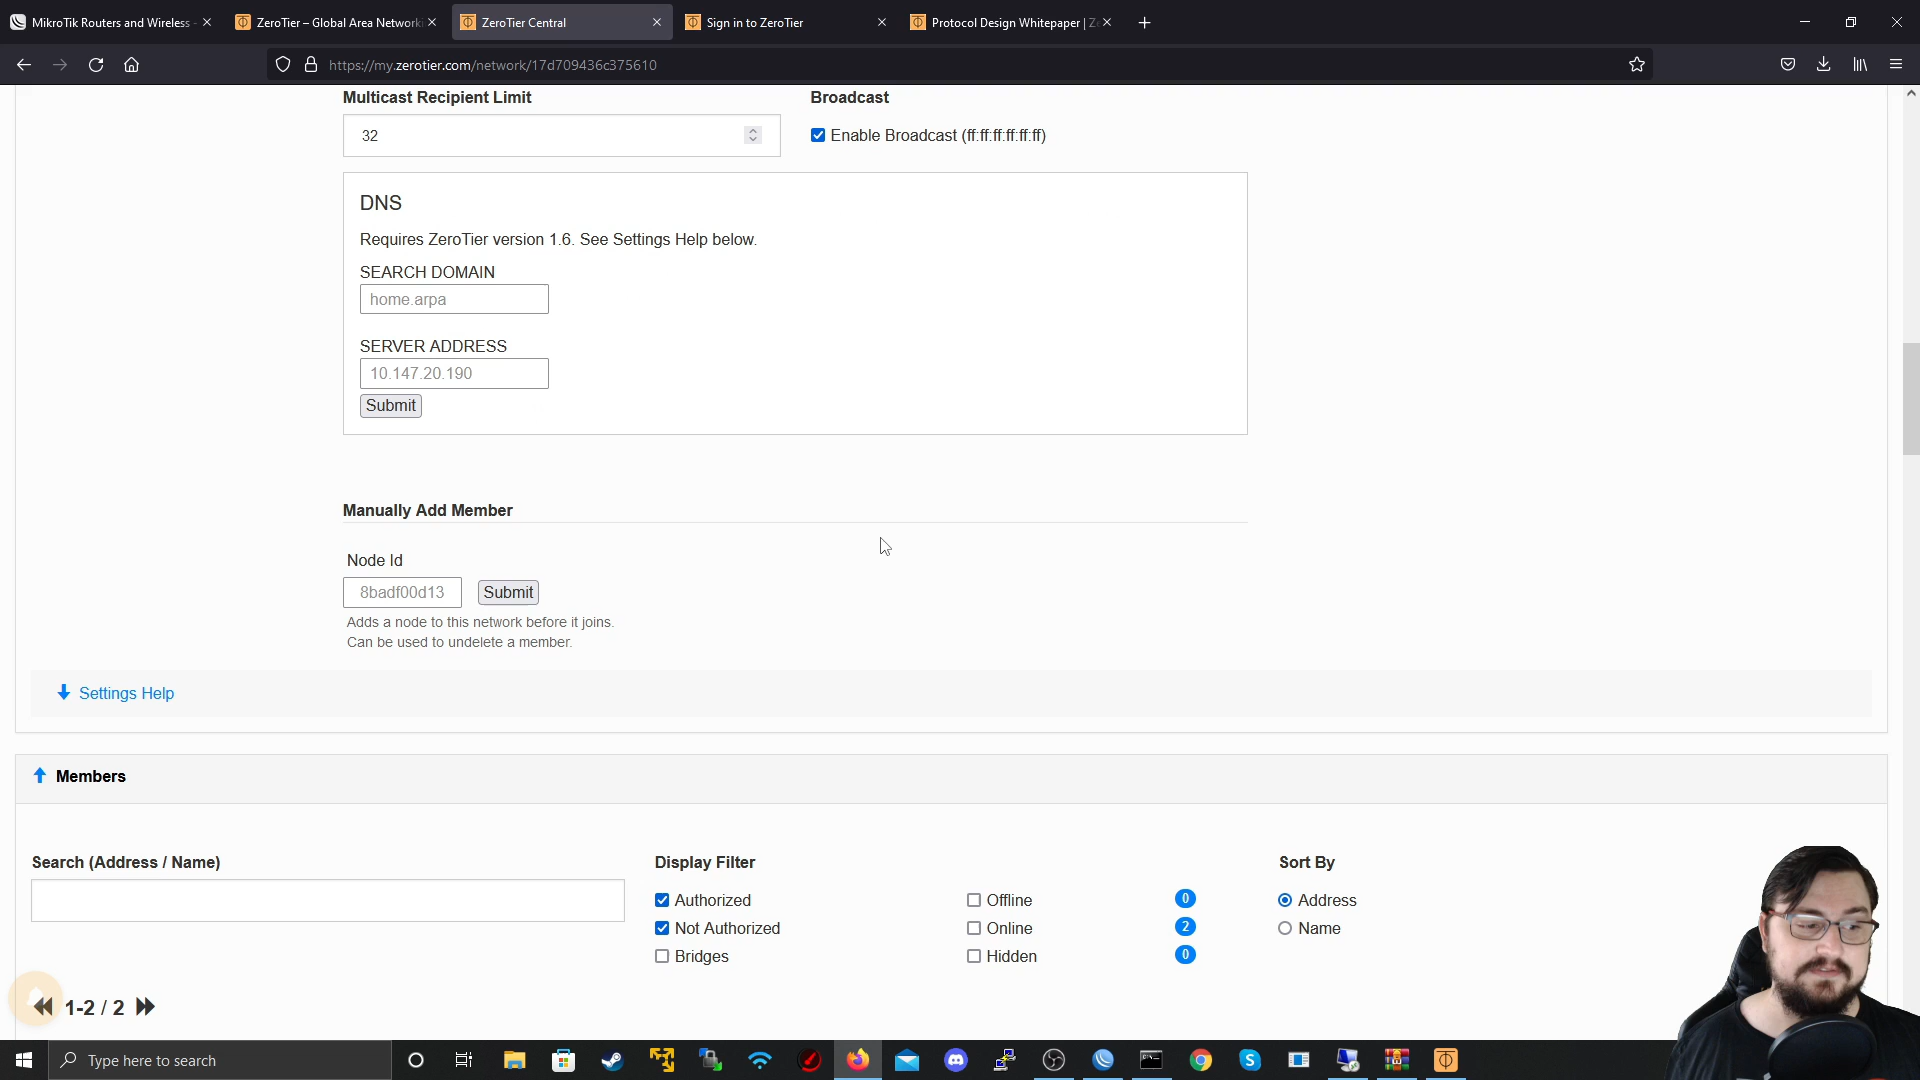 MikroTik Routers and Wireless -
ZeroTier – Global Area Network
ZeroTier Central
Sign in to ZeroTier
Protocol Design Whitepaper | Ze
https://my.zerotier.com/network/17d709436c375610
Multicast Recipient Limit
Broadcast
32
Enable Broadcast (ff:ff:ff:ff:ff:ff)
DNS
Requires ZeroTier version 1.6. See Settings Help below.
SEARCH DOMAIN
home.arpa
SERVER ADDRESS
10.147.20.190
Submit
Manually Add Member
Node Id
8badf00d13
Submit
Adds a node to this network before it joins.
Can be used to undelete a member.
Settings Help
Members
Search (Address / Name)
Display Filter
Sort By
Authorized
Offline
0
Address
Not Authorized
Online
2
Name
Bridges
Hidden
0
1-2 / 2
Type here to search